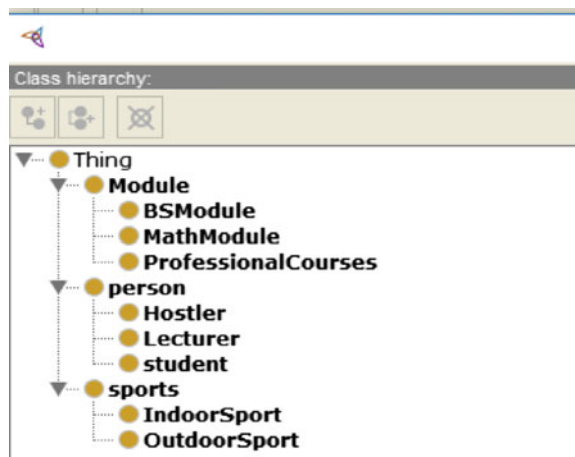 Class hierarchy:
Thing
Module
BSModule
MathModule
ProfessionalCourses
person
Hostler
Lecturer
student
sports
IndoorSport
OutdoorSport